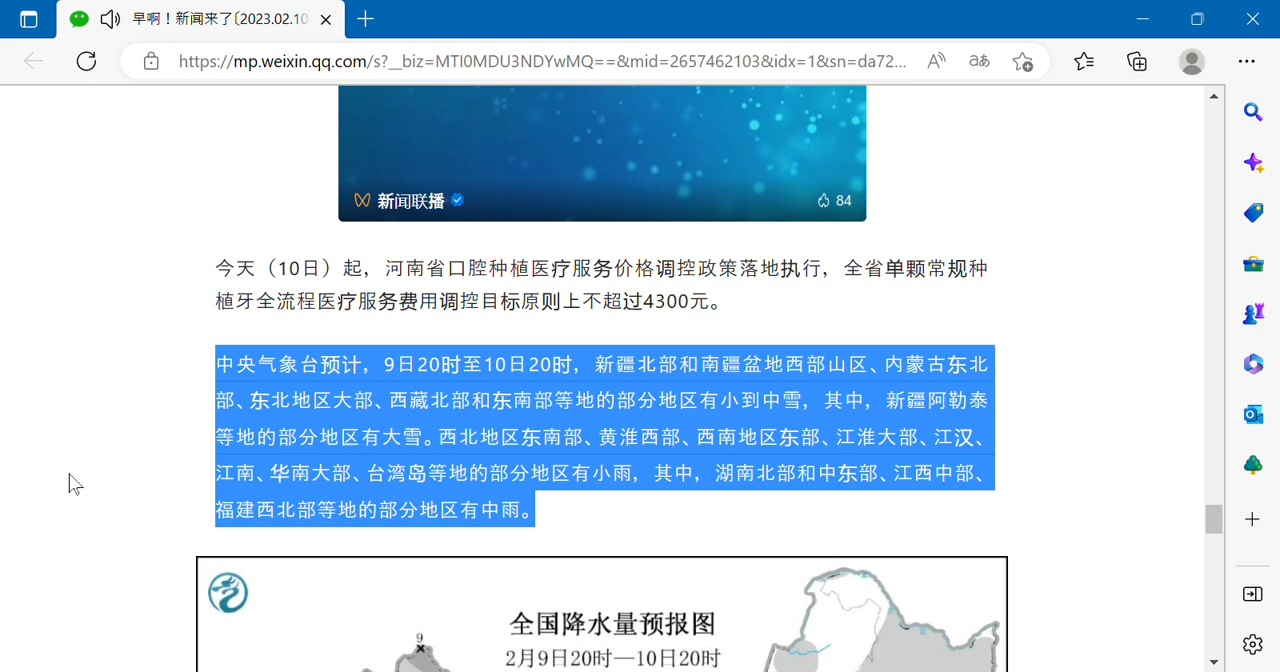 早啊！新闻来了〔2023.02.10
https://mp.weixin.qq.com/s?__biz=MTI0MDU3NDYwMQ==&mid=2657462103&idx=1&sn=da72...
新闻联播
84
今天（10日）起，河南省口腔种植医疗服务价格调控政策落地执行，全省单颗常规种
植牙全流程医疗服务费用调控目标原则上不超过4300元。
中央气象台预计，9日20时至10日20时，新疆北部和南疆盆地西部山区、内蒙古东北
部、东北地区大部、西藏北部和东南部等地的部分地区有小到中雪，其中，新疆阿勒泰
等地的部分地区有大雪。西北地区东南部、黄淮西部、西南地区东部、江淮大部、江汉、
江南、华南大部、台湾岛等地的部分地区有小雨，其中，湖南北部和中东部、江西中部、
福建西北部等地的部分地区有中雨。
全国降水量预报图
9
2月9日20时—10日20时